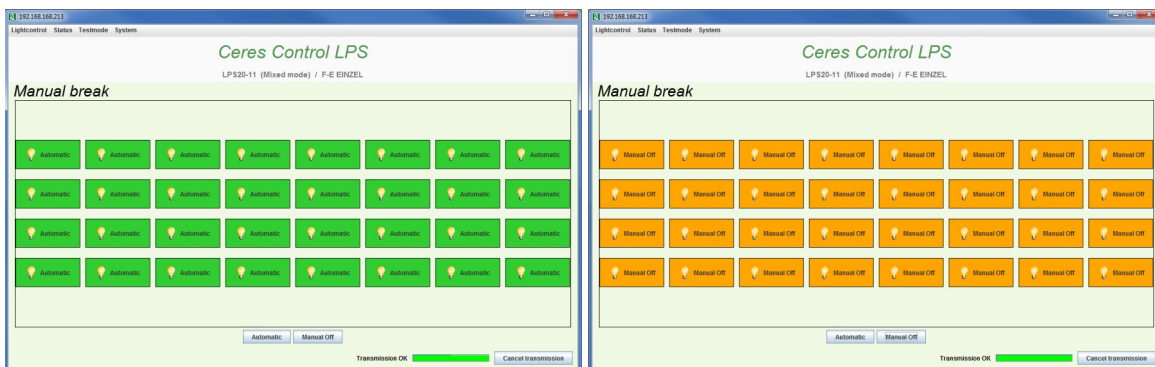 192.168.168.213
Lightcontrol Status Testmode System
Ceres Control LPS
LPS20-11 (Mixed mode) / F-E EINZEL
Manual break
Automatic Automatic Automatic Automatic Automatic Automatic Automatic Automatic
Automatic Automatic Automatic Automatic Automatic Automatic Automatic Automatic
Automatic Automatic Automatic Automatic Automatic Automatic Automatic Automatic
Automatic Automatic Automatic Automatic Automatic Automatic Automatic Automatic
Automatic Manual Off
Transmission OK Cancel transmission
192.168.168.213
Lightcontrol Status Testmode System
Ceres Control LPS
LPS20-11 (Mixed mode) / F-E EINZEL
Manual break
Manual Off Manual Off Manual Off Manual Off Manual Off Manual Off Manual Off Manual Off
Manual Off Manual Off Manual Off Manual Off Manual Off Manual Off Manual Off Manual Off
Manual Off Manual Off Manual Off Manual Off Manual Off Manual Off Manual Off Manual Off
Manual Off Manual Off Manual Off Manual Off Manual Off Manual Off Manual Off Manual Off
Automatic Manual Off
Transmission OK Cancel transmission